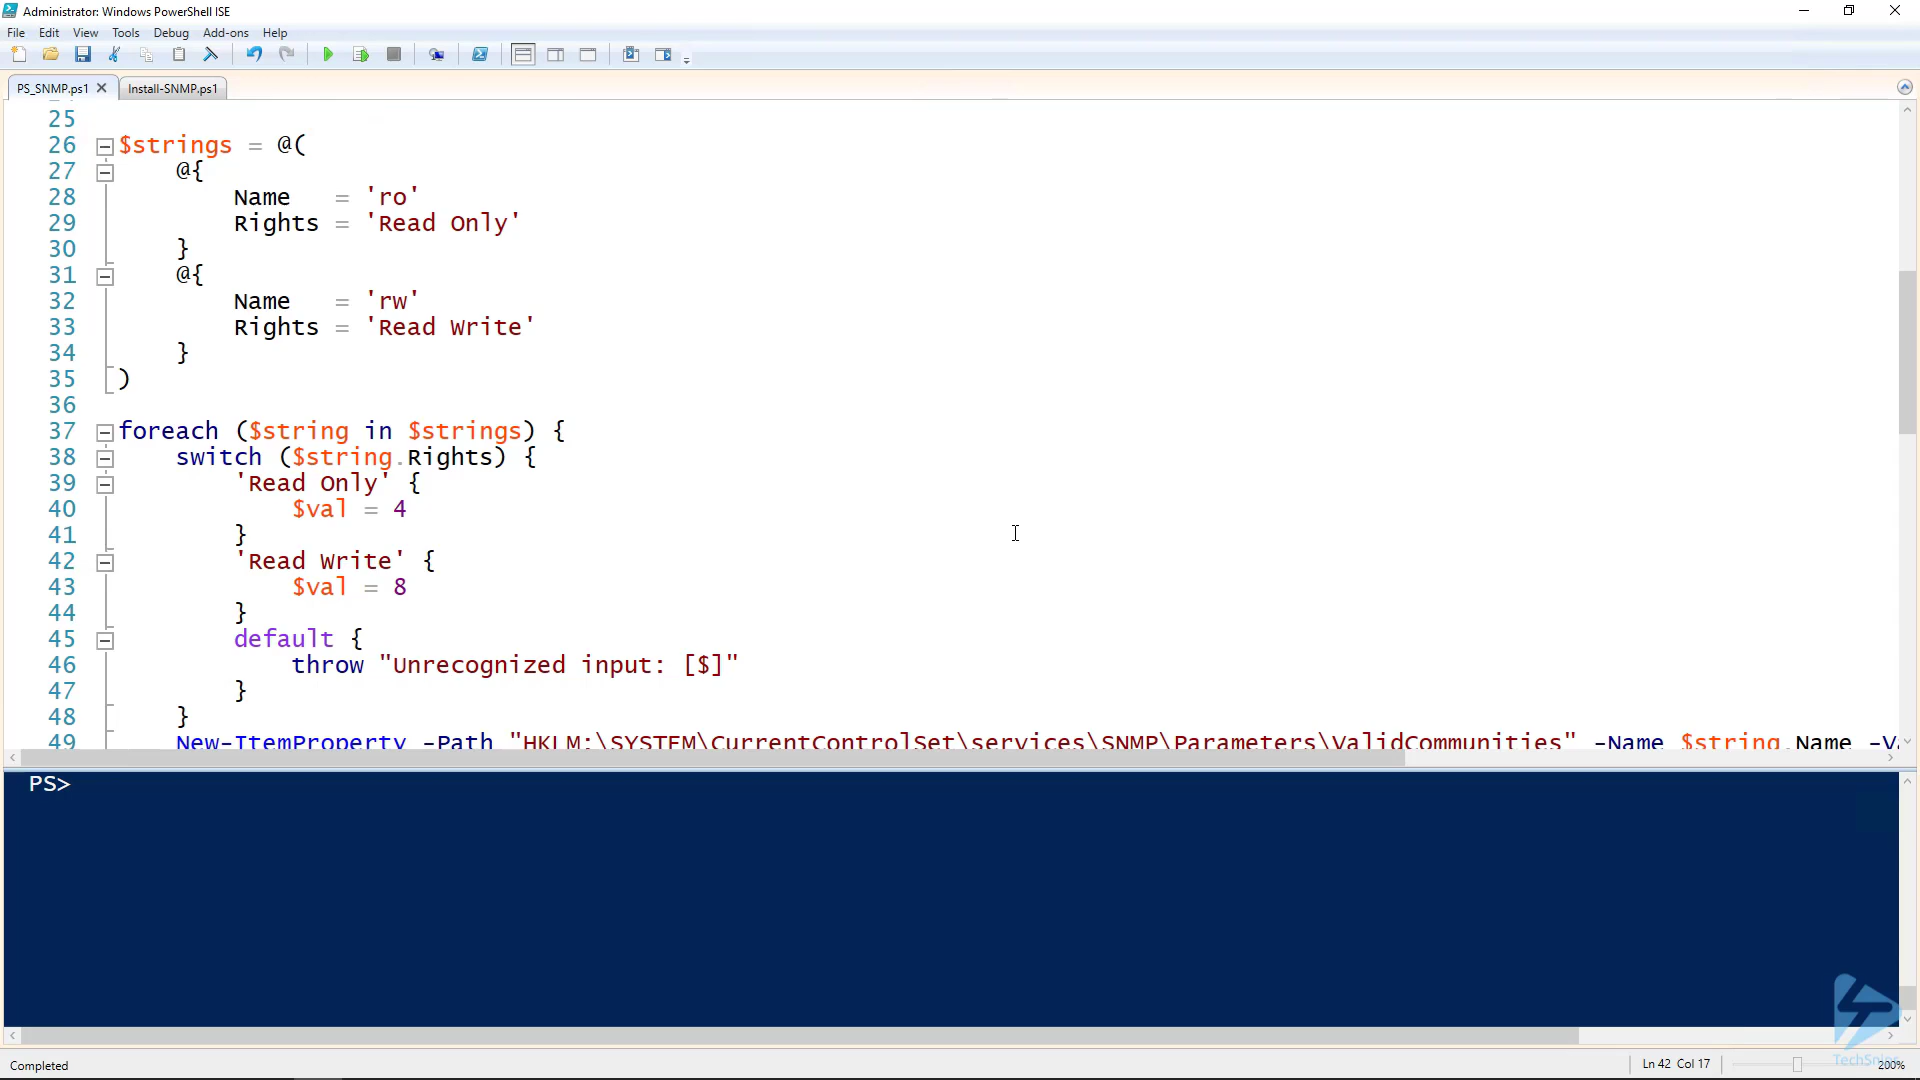 Administrator: Windows PowerShell ISE
File Edit View Tools Debug Add-ons Help
PS_SNMP.ps1 Install-SNMP.ps1
25
26 $strings = @(
27 @{
28 Name = 'ro'
29 Rights = 'Read Only'
30 }
31 @{
32 Name = 'rw'
33 Rights = 'Read Write'
34 }
35 )
36
37 foreach ($string in $strings) {
38 switch ($string.Rights) {
39 'Read Only' {
40 $val = 4
41 }
42 'Read Write' {
43 $val = 8
44 }
45 default {
46 throw "Unrecognized input: [$]"
47 }
48 }
49 New-ItemProperty -Path "HKLM:\SYSTEM\CurrentControlSet\services\SNMP\Parameters\ValidCommunities" -Name $string.Name -Va
PS>
Completed Ln 42 Col 17 200%